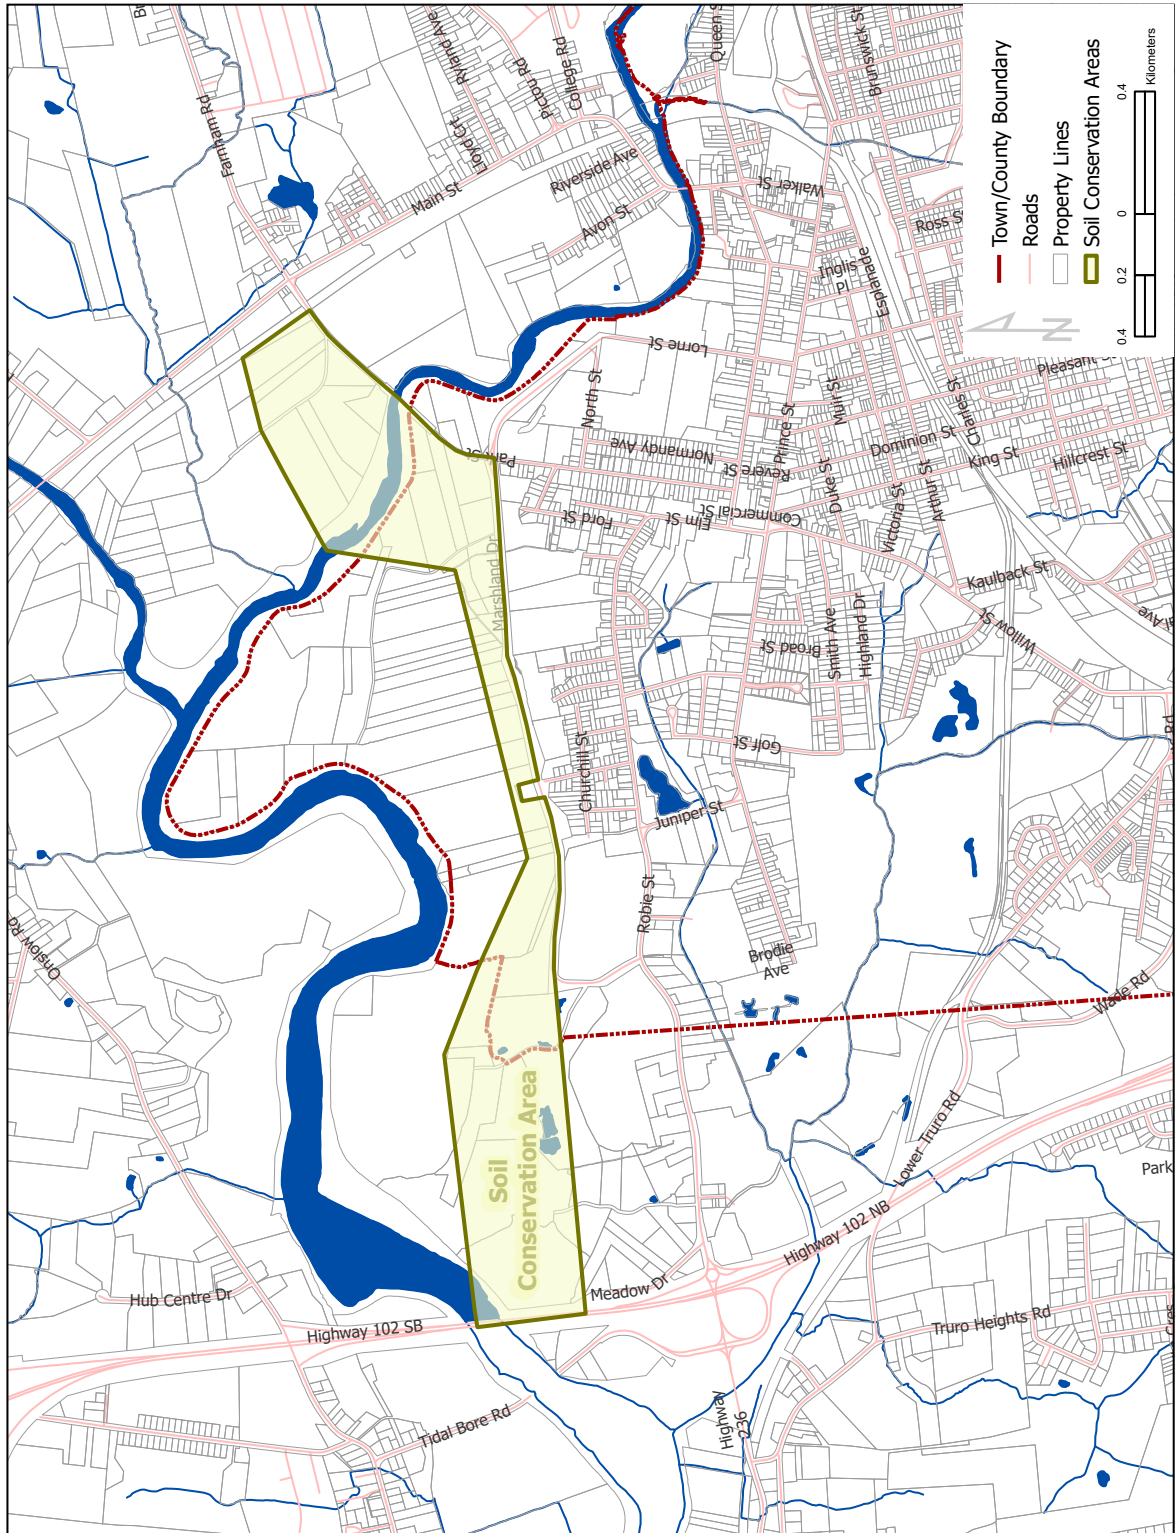 Br
Farnham Rd
Ryland Ave
Lloyd Crt
Pictou Rd
College Rd
Main St
Riverside Ave
Avon St
Queen S
Brunswick St
Walker St
Ross S
Inglis
Pl
Esplanade
Lorne St
North St
Park St
Normandy Ave
Revere St
Prince St
Muir St
Duke St
Dominion St
Charles St
Pleasant S
King St
Hillcrest St
Arthur St
Victoria St
Commercial St
Elm St
Ford St
Marshland Dr
Kaulback St
Willow St
Ave
Smith Ave
Highland Dr
Broad St
Golf St
Churchill St
Juniper St
Robie St
Brodie
Ave
Rd
Wade Rd
Onslow Rd
Soil
Conservation Area
Lower Truro Rd
Park
Highway 102 NB
Meadow Dr
Hub Centre Dr
Highway 102 SB
Truro Heights Rd
Tidal Bore Rd
Highway
236
Town/County Boundary
Roads
Property Lines
Soil Conservation Areas
N
0.4
0.2
0
0.4
Kilometers